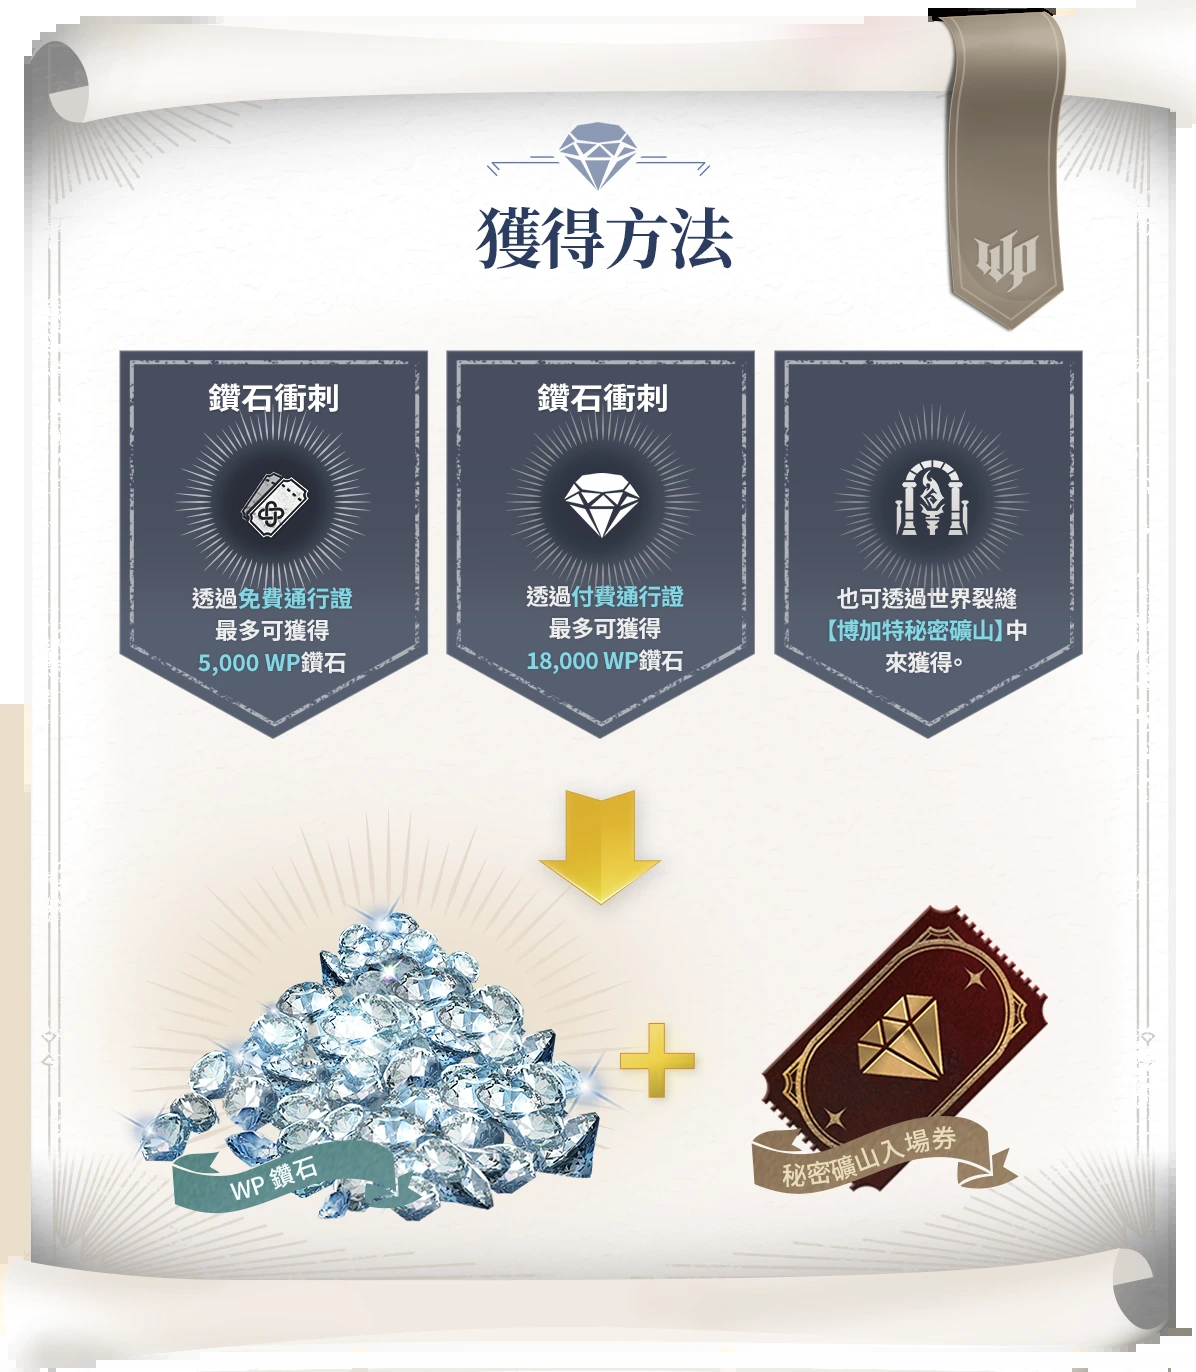 WP
獲得方法
鑽石衝刺
透過免費通行證
最多可獲得
5,000 WP鑽石
鑽石衝刺
透過付費通行證
最多可獲得
18,000 WP鑽石
也可透過世界裂縫
【博加特秘密礦山】中
來獲得。
WP 鑽石
秘密礦山入場券